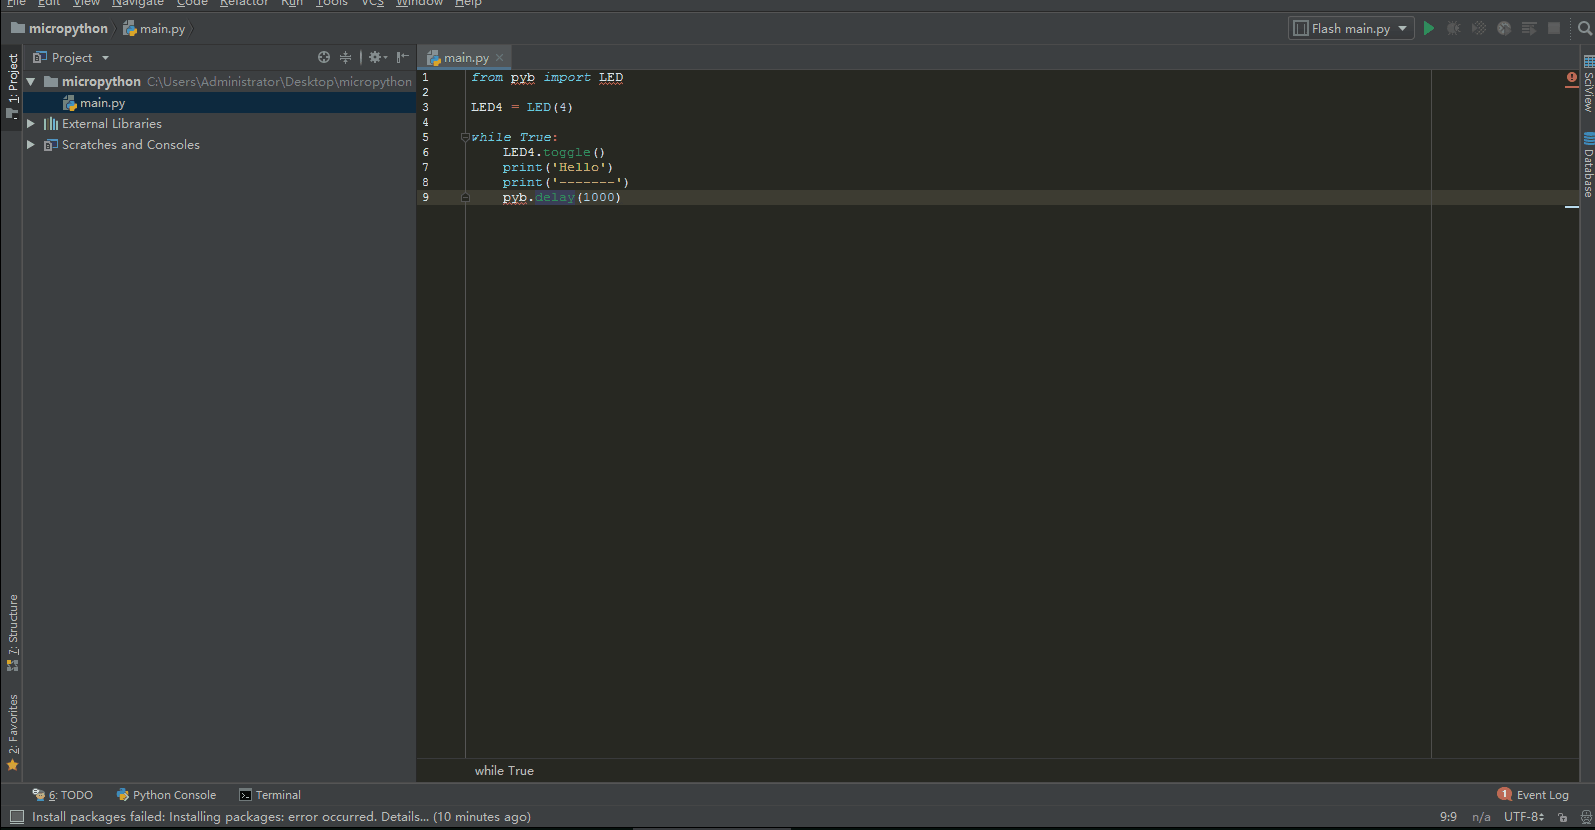 File Edit View Navigate Code Refactor Run Tools VCS Window Help
micropython main.py Flash main.py
1: Project
Project
main.py
micropython C:\Users\Administrator\Desktop\micropython
main.py
External Libraries
Scratches and Consoles
1 from pyb import LED
2
3 LED4 = LED(4)
4
5 while True:
6 LED4.toggle()
7 print('Hello')
8 print('-------')
9 pyb.delay(1000)
SciView
Database
7: Structure
2: Favorites
while True
6: TODO Python Console Terminal 1 Event Log
Install packages failed: Installing packages: error occurred. Details... (10 minutes ago) 9:9 n/a UTF-8